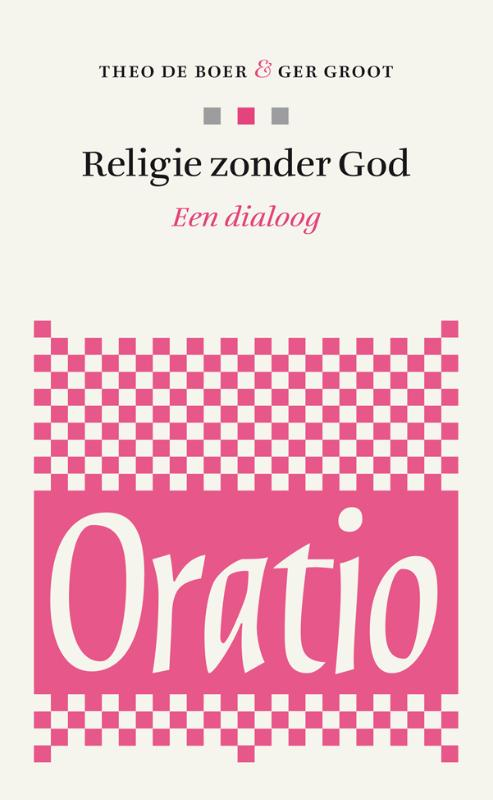 THEO DE BOER & GER GROOT
Religie zonder God
Een dialoog
Oratio